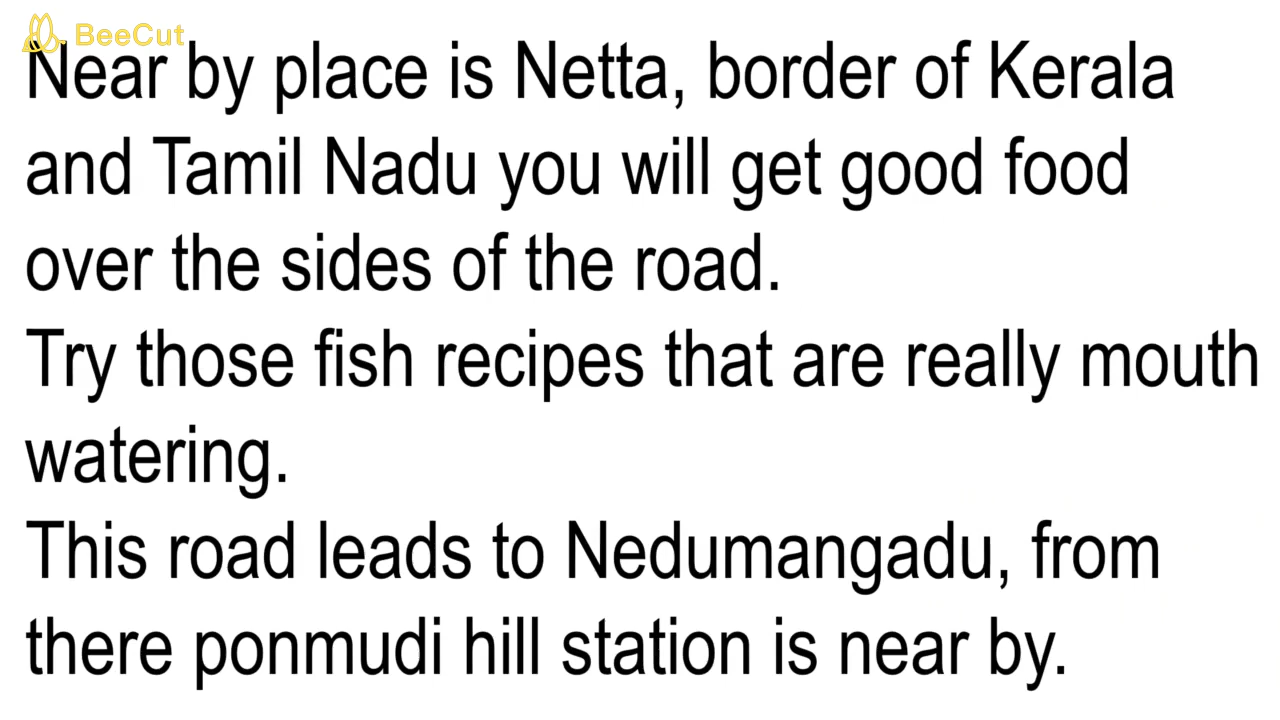 BeeCut
Near by place is Netta, border of Kerala
and Tamil Nadu you will get good food
over the sides of the road.
Try those fish recipes that are really mouth
watering.
This road leads to Nedumangadu, from
there ponmudi hill station is near by.